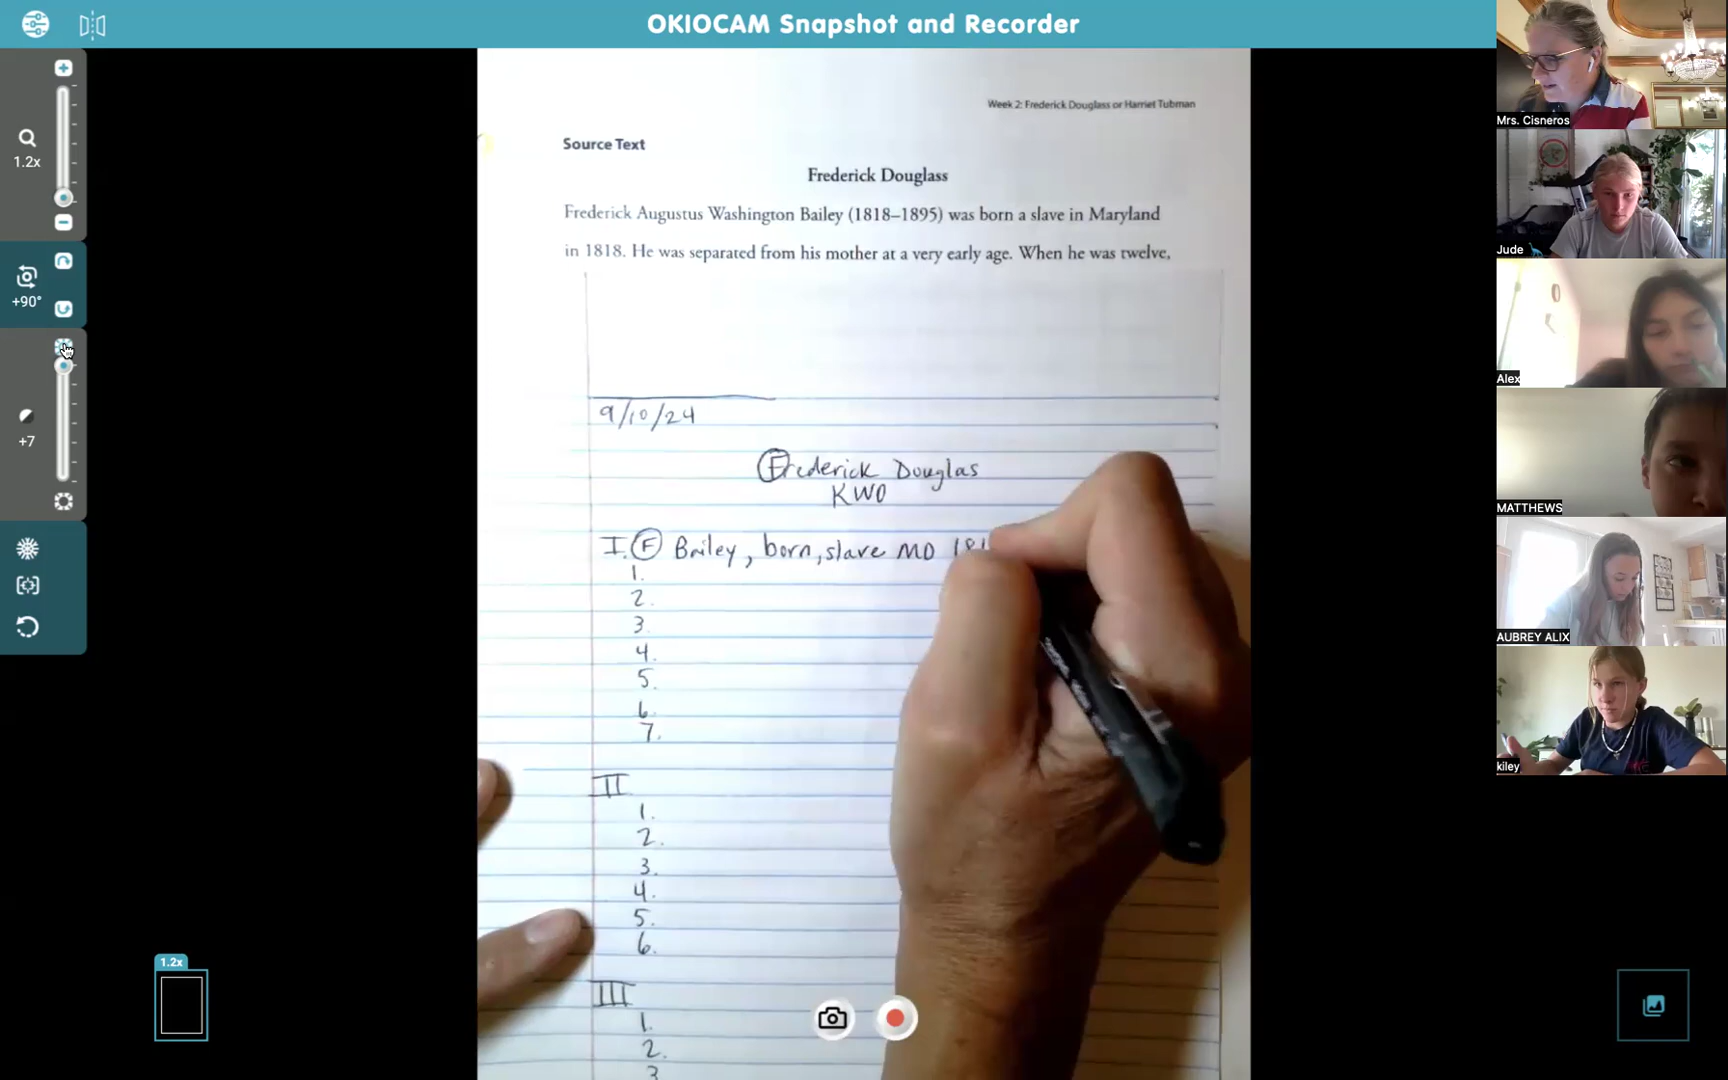 OKIOCAM Snapshot and Recorder
1.2x
+90°
+7
1.2x
Week 2: Frederick Douglass or Harriet Tubman
Source Text
Frederick Douglass
Frederick Augustus Washington Bailey (1818–1895) was born a slave in Maryland
in 1818. He was separated from his mother at a very early age. When he was twelve,
9/10/24
Frederick Douglas
KWO
I. F Bailey, born, slave MD 181
1.
2.
3.
4.
5.
6.
7.
II
1.
2.
3.
4.
5.
6.
III
1.
2.
3
Mrs. Cisneros
Jude 🦕
Alex
MATTHEWS
AUBREY ALIX
kiley